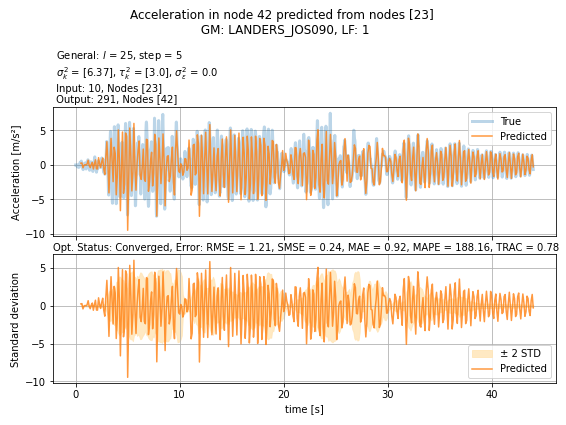 Acceleration in node 42 predicted from nodes [23]
GM: LANDERS_JOS090, LF: 1
General: l = 25, step = 5
σ²ₖ = [6.37], τ²ₖ = [3.0], σ²ε = 0.0
Input: 10, Nodes [23]
Output: 291, Nodes [42]
Acceleration [m/s²]
5
0
−5
−10
True
Predicted
Opt. Status: Converged, Error: RMSE = 1.21, SMSE = 0.24, MAE = 0.92, MAPE = 188.16, TRAC = 0.78
Standard deviation
5
0
−5
−10
± 2 STD
Predicted
0 10 20 30 40
time [s]